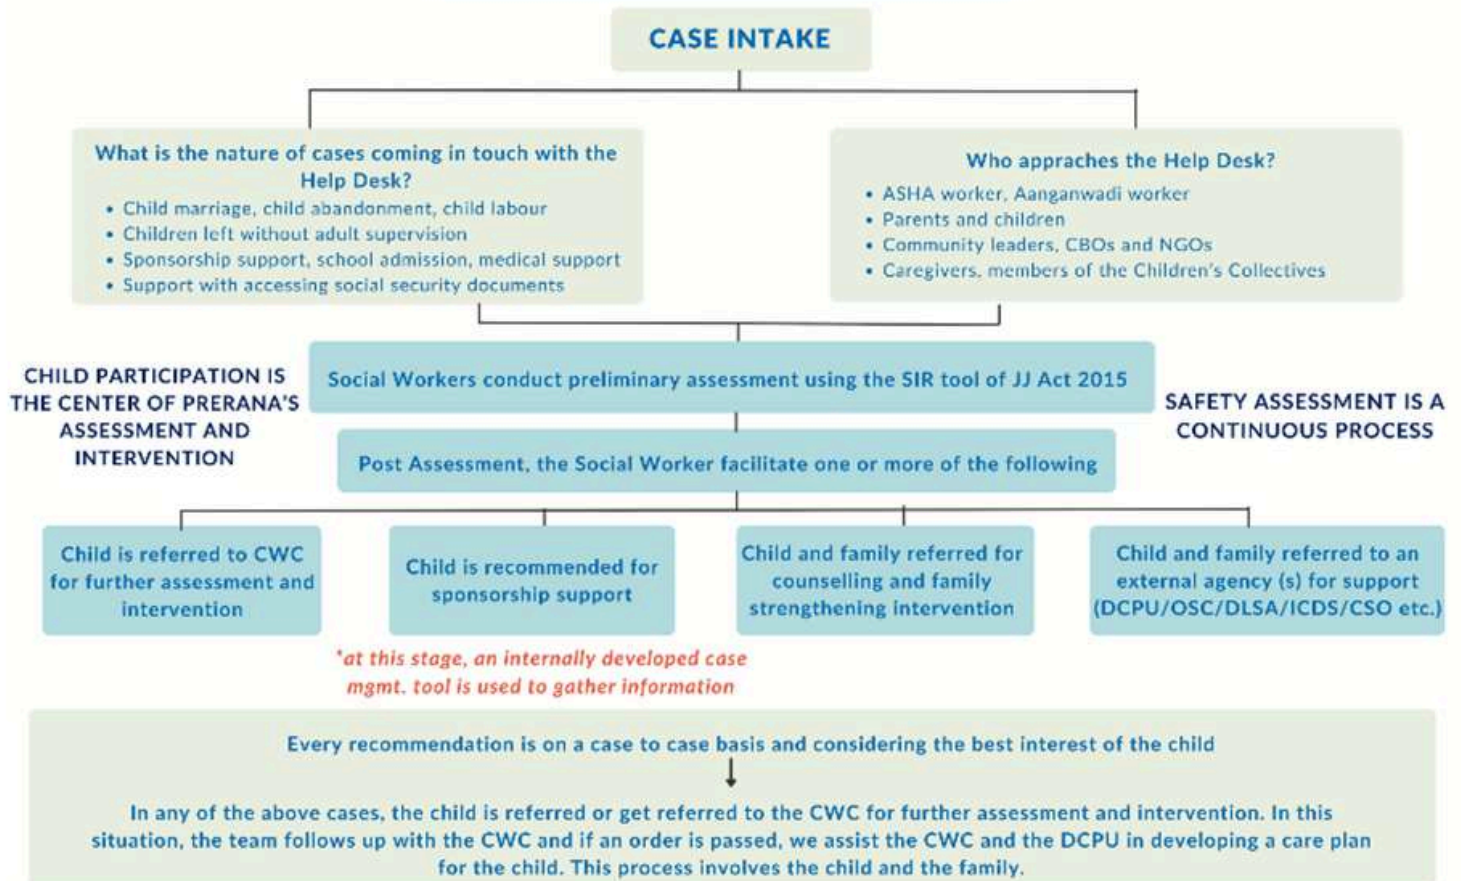 CASE INTAKE
What is the nature of cases coming in touch with the
Help Desk?
• Child marriage, child abandonment, child labour
• Children left without adult supervision
• Sponsorship support, school admission, medical support
• Support with accessing social security documents
Who appraches the Help Desk?
• ASHA worker, Aanganwadi worker
• Parents and children
• Community leaders, CBOs and NGOs
• Caregivers, members of the Children's Collectives
CHILD PARTICIPATION IS
THE CENTER OF PRERANA'S
ASSESSMENT AND
INTERVENTION
Social Workers conduct preliminary assessment using the SIR tool of JJ Act 2015
SAFETY ASSESSMENT IS A
CONTINUOUS PROCESS
Post Assessment, the Social Worker facilitate one or more of the following
Child is referred to CWC
for further assessment and
intervention
Child is recommended for
sponsorship support
Child and family referred for
counselling and family
strengthening intervention
Child and family referred to an
external agency (s) for support
(DCPU/OSC/DLSA/ICDS/CSO etc.)
*at this stage, an internally developed case
mgmt. tool is used to gather information
Every recommendation is on a case to case basis and considering the best interest of the child
In any of the above cases, the child is referred or get referred to the CWC for further assessment and intervention. In this
situation, the team follows up with the CWC and if an order is passed, we assist the CWC and the DCPU in developing a care plan
for the child. This process involves the child and the family.